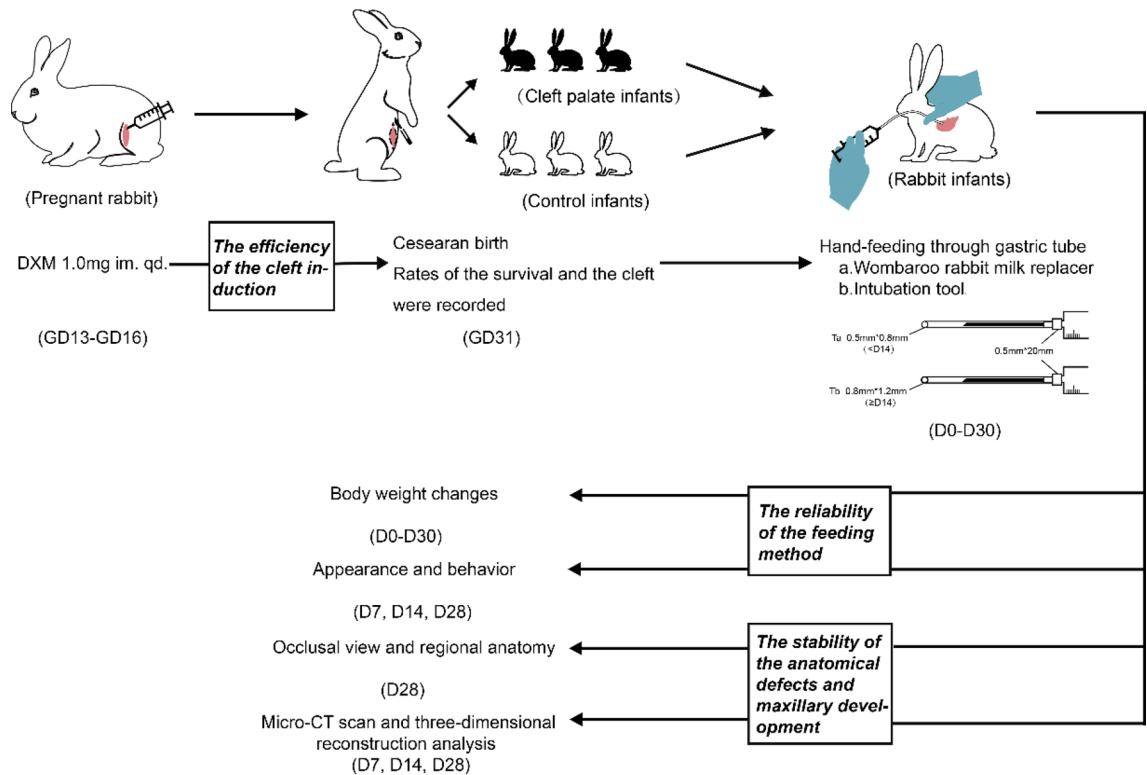 (Cleft palate infants)
(Pregnant rabbit)
(Control infants)
(Rabbit infants)
DXM 1.0mg im. qd.
(GD13-GD16)
The efficiency
of the cleft in-
duction
Cesearan birth
Rates of the survival and the cleft
were recorded
(GD31)
Hand-feeding through gastric tube
a.Wombaroo rabbit milk replacer
b.Intubation tool
Ta 0.5mm*0.8mm
(<D14)
0.5mm*20mm
Tb 0.8mm*1.2mm
(≥D14)
(D0-D30)
Body weight changes
(D0-D30)
Appearance and behavior
(D7, D14, D28)
The reliability
of the feeding
method
Occlusal view and regional anatomy
(D28)
Micro-CT scan and three-dimensional
reconstruction analysis
(D7, D14, D28)
The stability of
the anatomical
defects and
maxillary devel-
opment